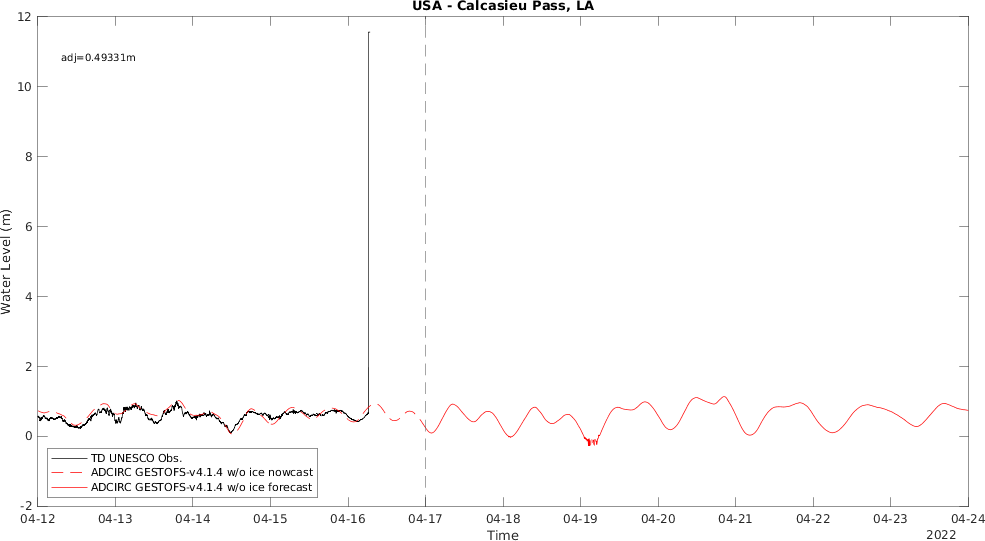 USA - Calcasieu Pass, LA
12
10
8
6
4
2
0
-2
Water Level (m)
adj=0.49331m
TD UNESCO Obs.
ADCIRC GESTOFS-v4.1.4 w/o ice nowcast
ADCIRC GESTOFS-v4.1.4 w/o ice forecast
04-12 04-13 04-14 04-15 04-16 04-17 04-18 04-19 04-20 04-21 04-22 04-23 04-24
Time
2022